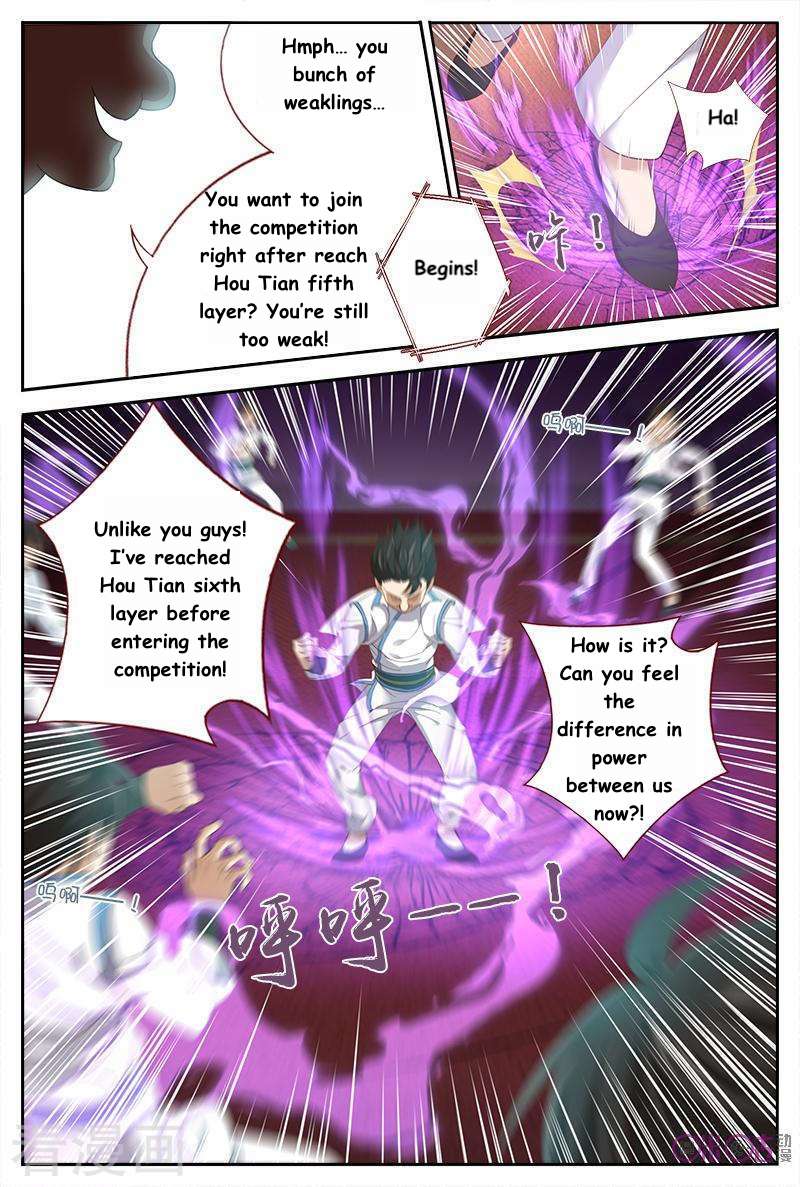 Hmph... you
bunch of
weaklings...
You want to join
the competition
right after reach
Hou Tian fifth
layer? You're still
too weak!
Begins!
Ha!
咋！
Unlike you guys!
I've reached
Hou Tian sixth
layer before
entering the
competition!
呜啊——！
How is it?
Can you feel
the
difference in
power
between us
now?!
呜啊——！
呼呼——！
看漫画